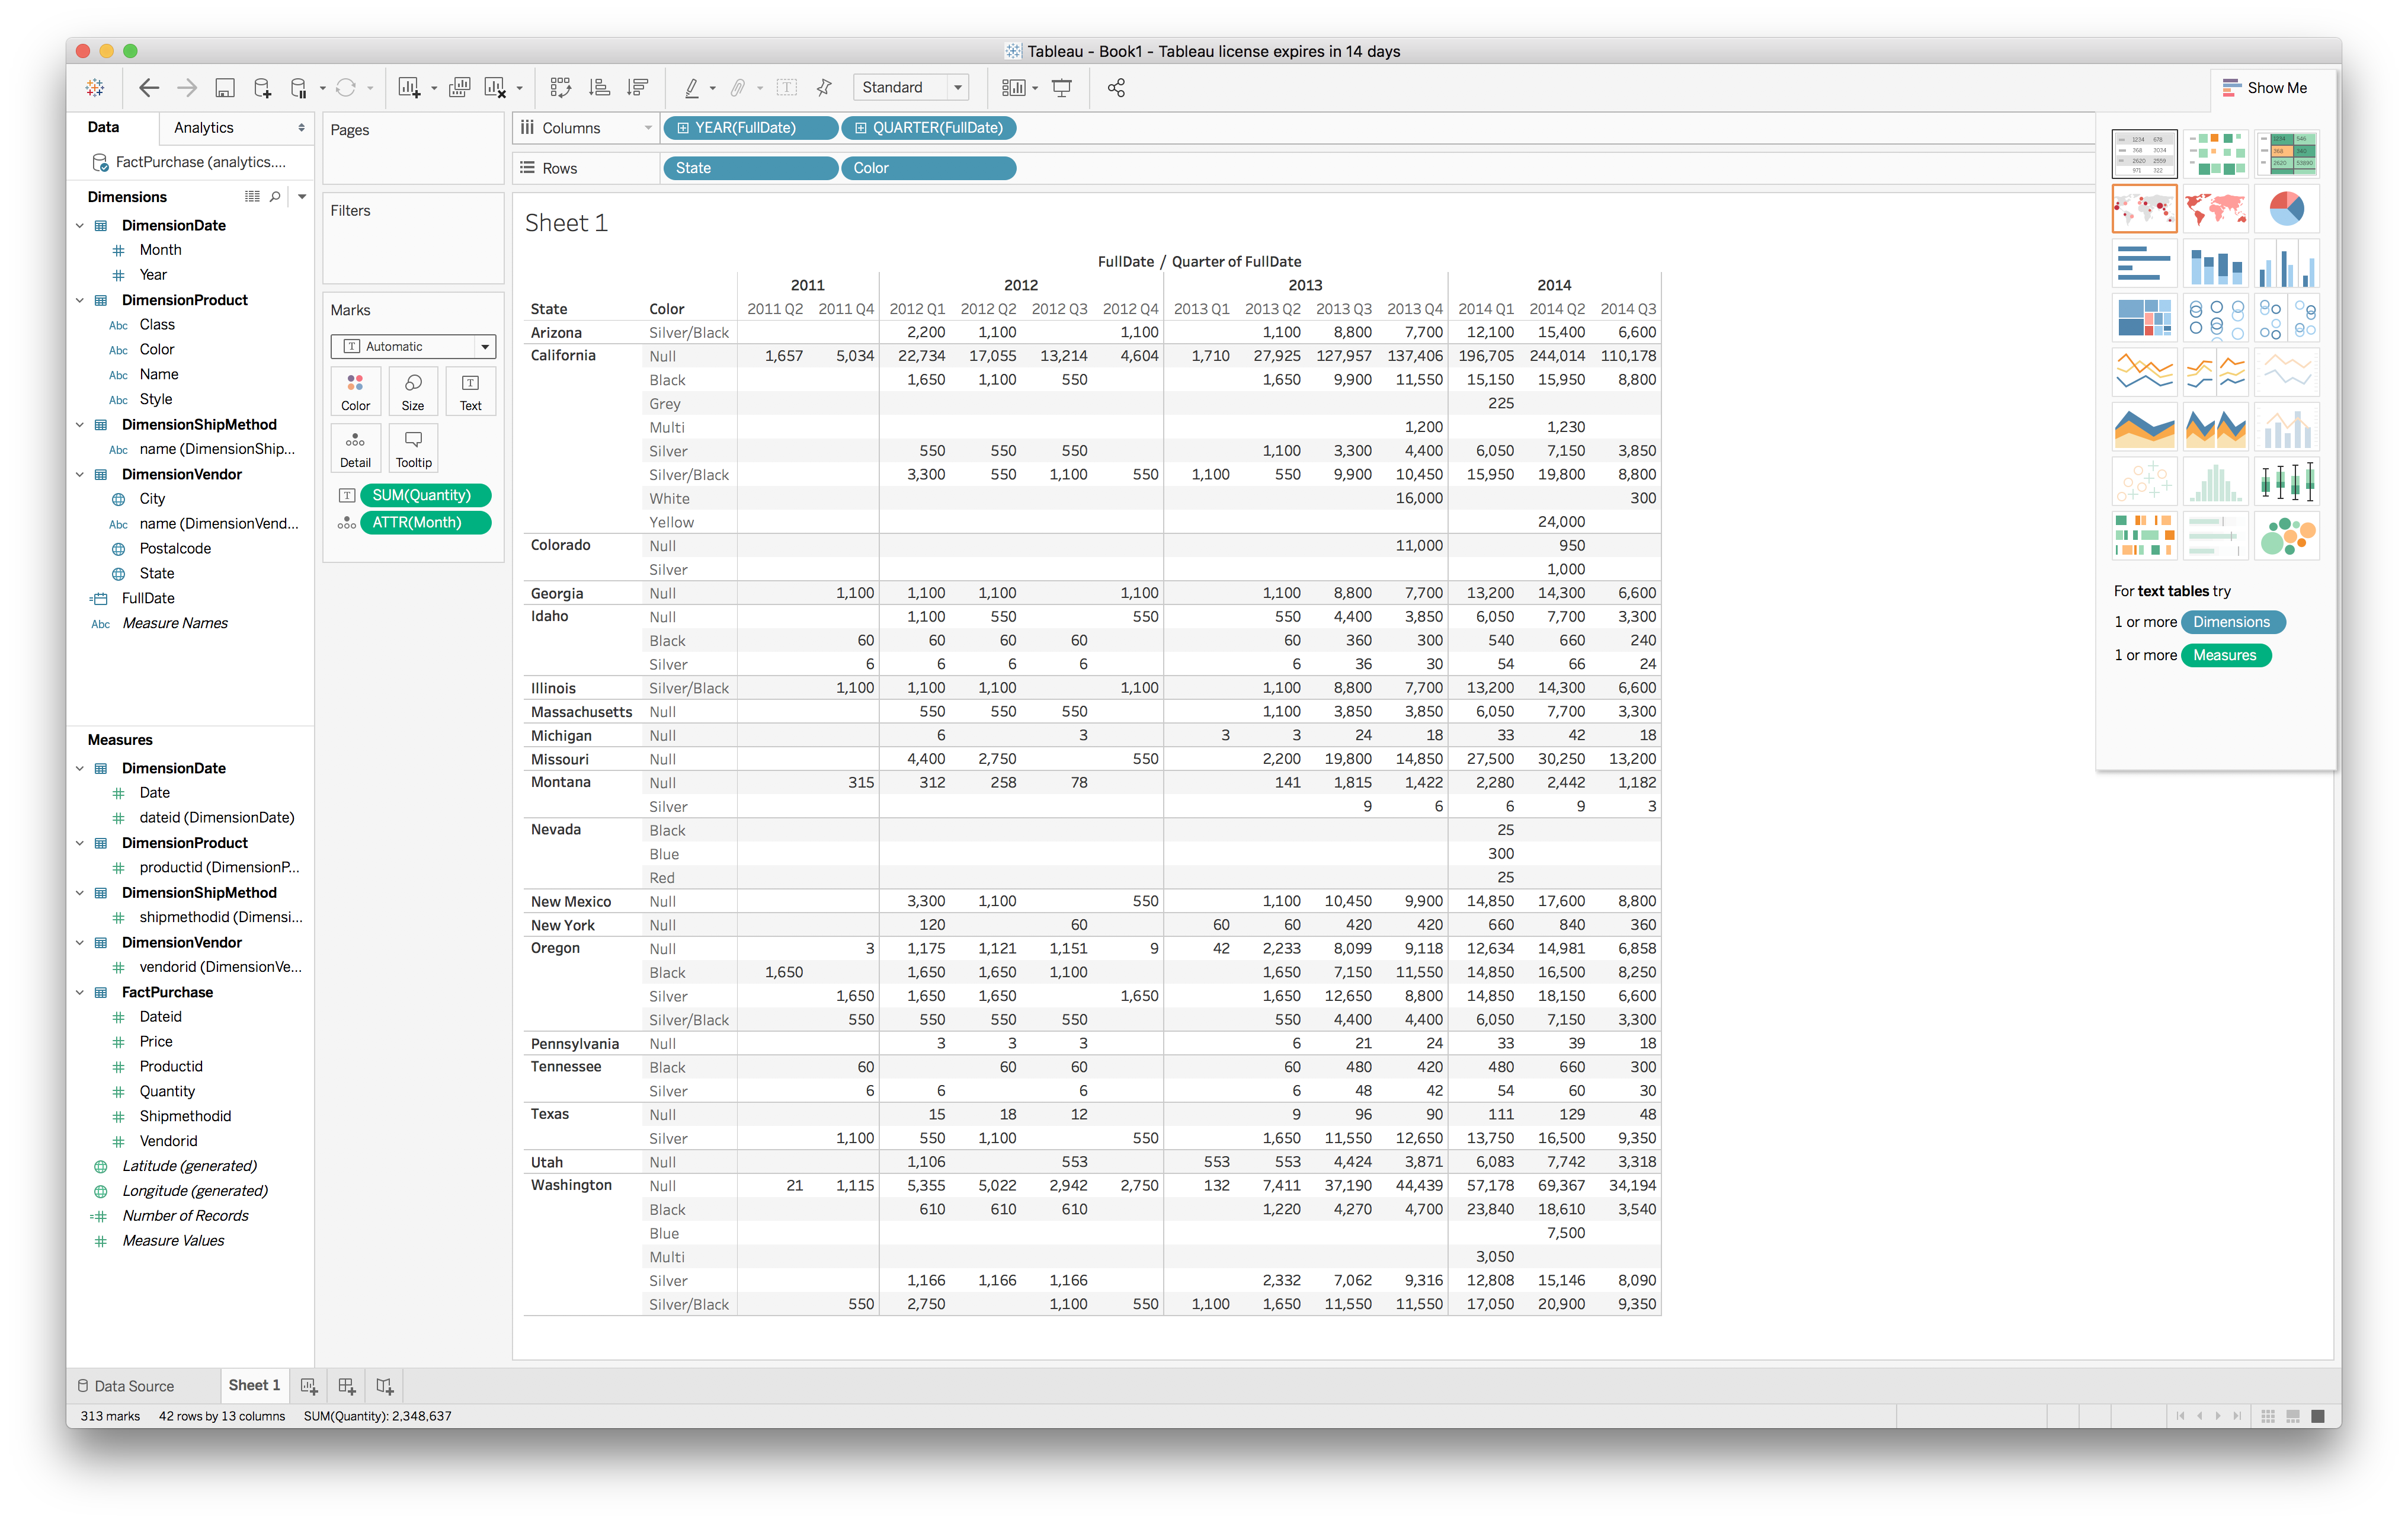 Tableau - Book1 - Tableau license expires in 14 days
Standard
Show Me
Data
Analytics
FactPurchase (analytics....
Dimensions
DimensionDate
Month
Year
DimensionProduct
Abc Class
Abc Color
Abc Name
Abc Style
DimensionShipMethod
Abc name (DimensionShip...
DimensionVendor
City
Abc name (DimensionVend...
Postalcode
State
FullDate
Abc Measure Names
Measures
DimensionDate
Date
dateid (DimensionDate)
DimensionProduct
productid (DimensionP...
DimensionShipMethod
shipmethodid (Dimensi...
DimensionVendor
vendorid (DimensionVe...
FactPurchase
Dateid
Price
Productid
Quantity
Shipmethodid
Vendorid
Latitude (generated)
Longitude (generated)
Number of Records
Measure Values
Pages
Filters
Marks
Automatic
Color Size Text
Detail Tooltip
SUM(Quantity)
ATTR(Month)
Columns YEAR(FullDate) QUARTER(FullDate)
Rows State Color
Sheet 1
FullDate / Quarter of FullDate
2011 2012 2013 2014
State Color 2011 Q2 2011 Q4 2012 Q1 2012 Q2 2012 Q3 2012 Q4 2013 Q1 2013 Q2 2013 Q3 2013 Q4 2014 Q1 2014 Q2 2014 Q3
Arizona Silver/Black 2,200 1,100 1,100 1,100 8,800 7,700 12,100 15,400 6,600
California Null 1,657 5,034 22,734 17,055 13,214 4,604 1,710 27,925 127,957 137,406 196,705 244,014 110,178
Black 1,650 1,100 550 1,650 9,900 11,550 15,150 15,950 8,800
Grey 225
Multi 1,200 1,230
Silver 550 550 550 1,100 3,300 4,400 6,050 7,150 3,850
Silver/Black 3,300 550 1,100 550 1,100 550 9,900 10,450 15,950 19,800 8,800
White 16,000 300
Yellow 24,000
Colorado Null 11,000 950
Silver 1,000
Georgia Null 1,100 1,100 1,100 1,100 1,100 8,800 7,700 13,200 14,300 6,600
Idaho Null 1,100 550 550 550 4,400 3,850 6,050 7,700 3,300
Black 60 60 60 60 60 360 300 540 660 240
Silver 6 6 6 6 6 36 30 54 66 24
Illinois Silver/Black 1,100 1,100 1,100 1,100 1,100 8,800 7,700 13,200 14,300 6,600
Massachusetts Null 550 550 550 1,100 3,850 3,850 6,050 7,700 3,300
Michigan Null 6 3 3 3 24 18 33 42 18
Missouri Null 4,400 2,750 550 2,200 19,800 14,850 27,500 30,250 13,200
Montana Null 315 312 258 78 141 1,815 1,422 2,280 2,442 1,182
Silver 9 6 6 9 3
Nevada Black 25
Blue 300
Red 25
New Mexico Null 3,300 1,100 550 1,100 10,450 9,900 14,850 17,600 8,800
New York Null 120 60 60 60 420 420 660 840 360
Oregon Null 3 1,175 1,121 1,151 9 42 2,233 8,099 9,118 12,634 14,981 6,858
Black 1,650 1,650 1,650 1,100 1,650 7,150 11,550 14,850 16,500 8,250
Silver 1,650 1,650 1,650 1,650 1,650 12,650 8,800 14,850 18,150 6,600
Silver/Black 550 550 550 550 550 4,400 4,400 6,050 7,150 3,300
Pennsylvania Null 3 3 3 6 21 24 33 39 18
Tennessee Black 60 60 60 60 480 420 480 660 300
Silver 6 6 6 6 48 42 54 60 30
Texas Null 15 18 12 9 96 90 111 129 48
Silver 1,100 550 1,100 550 1,650 11,550 12,650 13,750 16,500 9,350
Utah Null 1,106 553 553 553 4,424 3,871 6,083 7,742 3,318
Washington Null 21 1,115 5,355 5,022 2,942 2,750 132 7,411 37,190 44,439 57,178 69,367 34,194
Black 610 610 610 1,220 4,270 4,700 23,840 18,610 3,540
Blue 7,500
Multi 3,050
Silver 1,166 1,166 1,166 2,332 7,062 9,316 12,808 15,146 8,090
Silver/Black 550 2,750 1,100 550 1,100 1,650 11,550 11,550 17,050 20,900 9,350
For text tables try
1 or more Dimensions
1 or more Measures
Data Source
Sheet 1
313 marks 42 rows by 13 columns SUM(Quantity): 2,348,637